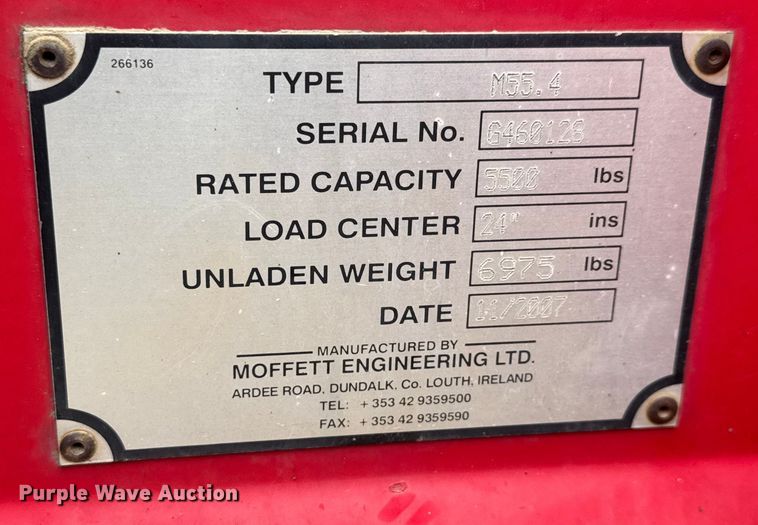 266136
TYPE M55.4
SERIAL No. G460128
RATED CAPACITY 5500 lbs
LOAD CENTER 24" ins
UNLADEN WEIGHT 6975 lbs
DATE 11/2007
MANUFACTURED BY
MOFFETT ENGINEERING LTD.
ARDEE ROAD, DUNDALK, Co. LOUTH, IRELAND
TEL: + 353 42 9359500
FAX: + 353 42 9359590
Purple Wave Auction